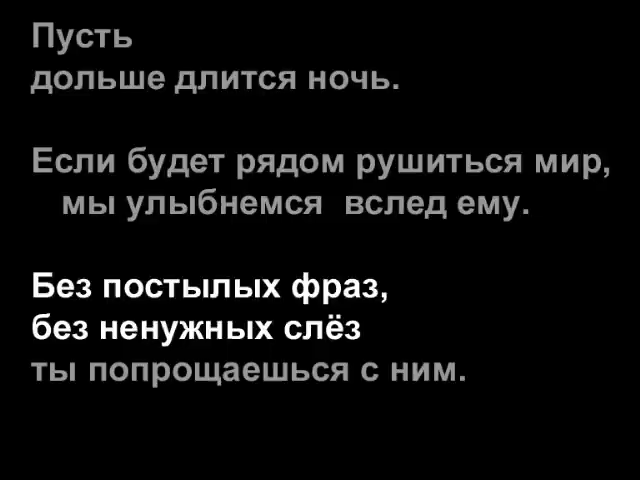 Пусть
дольше длится ночь.
Если будет рядом рушиться мир,
мы улыбнемся вслед ему.
Без постылых фраз,
без ненужных слёз
ты попрощаешься с ним.